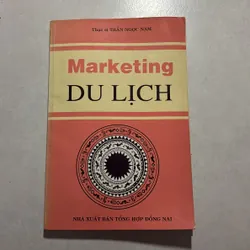 Thạc sĩ TRẦN NGỌC NAM
Marketing
DU LỊCH
NHÀ XUẤT BẢN TỔNG HỢP ĐỒNG NAI